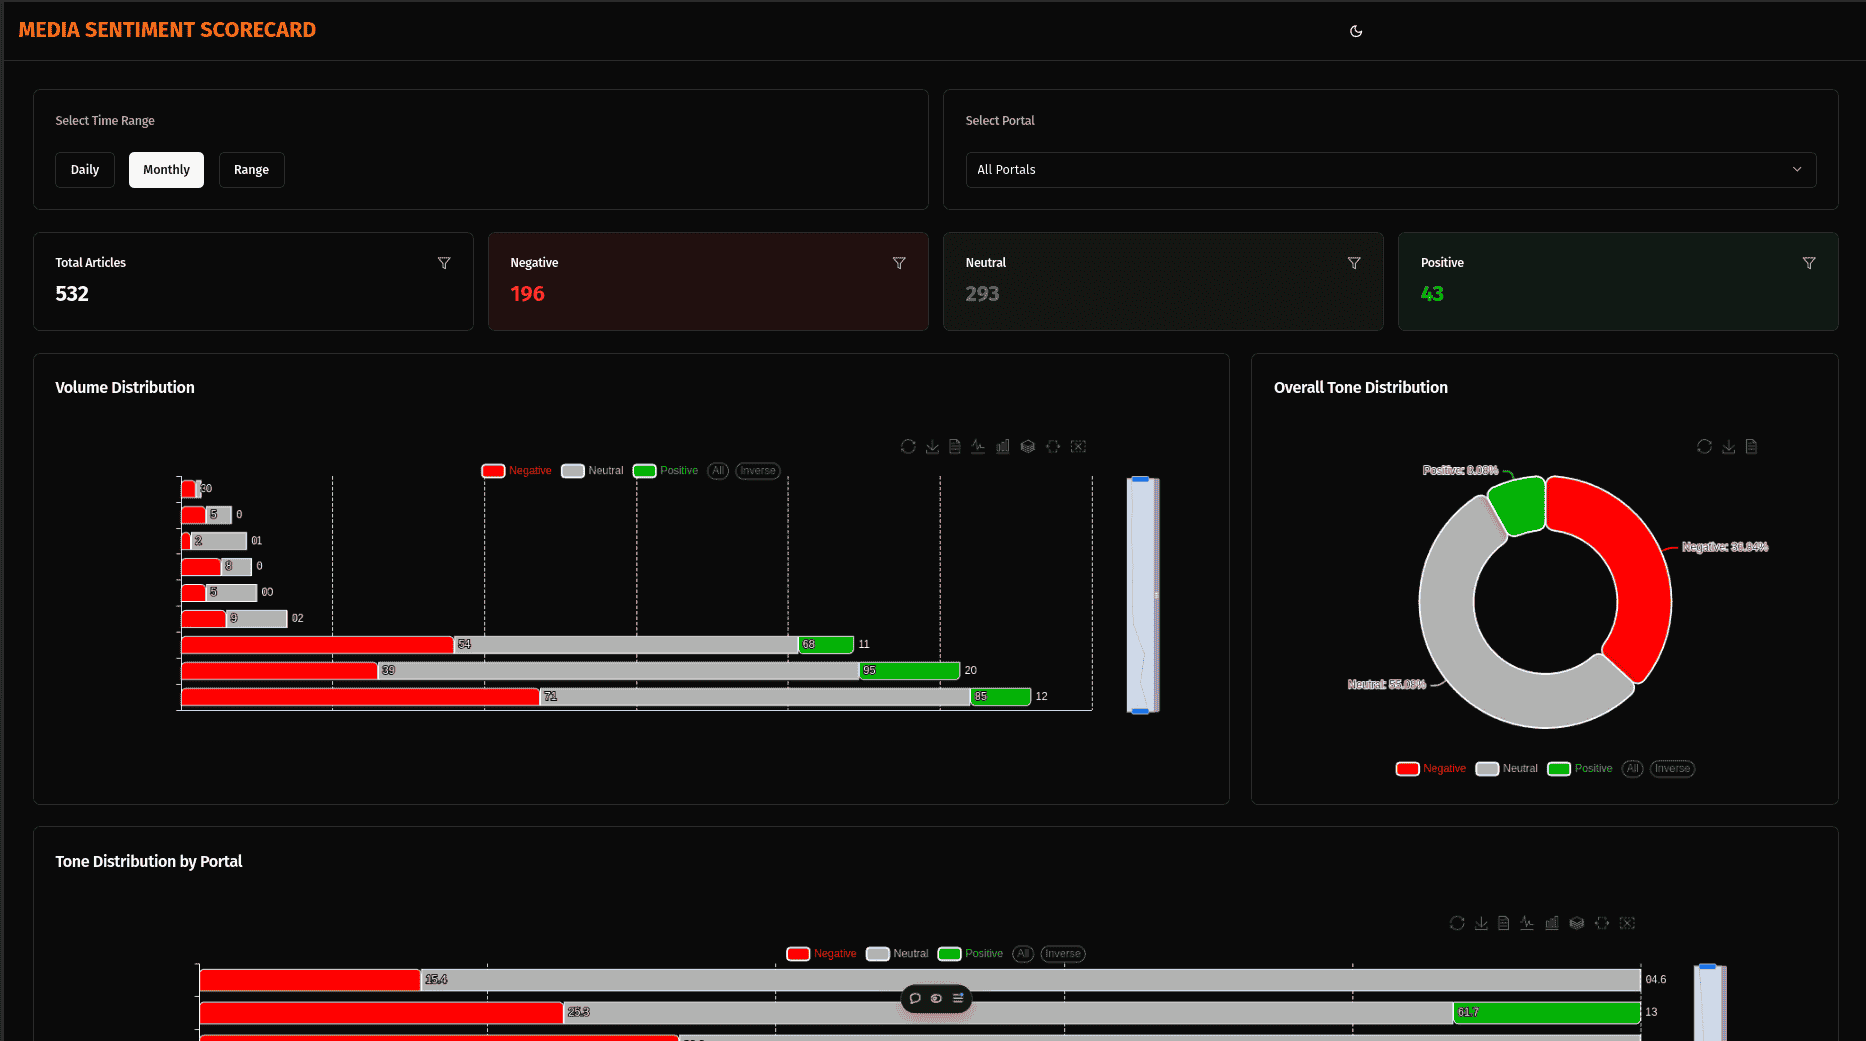 MEDIA SENTIMENT SCORECARD
Select Time Range
Daily Monthly Range
Select Portal
All Portals
Total Articles
532
Negative
196
Neutral
293
Positive
43
Volume Distribution
Negative Neutral Positive All Inverse
5 0
2 01
8 0
5 00
9 02
54 68 11
39 95 20
71 85 12
Overall Tone Distribution
Positive: 8.08%
Negative: 36.84%
Neutral: 55.08%
Negative Neutral Positive All Inverse
Tone Distribution by Portal
Negative Neutral Positive All Inverse
15.4 04.6
25.3 61.7 13